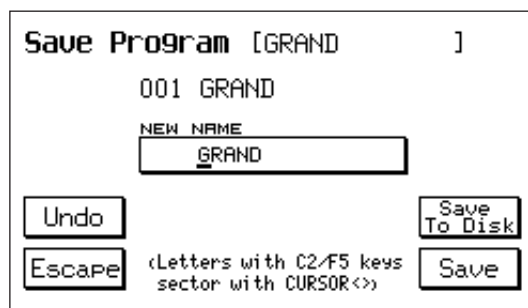 Save Program [GRAND ]
001 GRAND
NEW NAME
GRAND
Undo
Save
To Disk
Escape
(Letters with C2/F5 keys
sector with CURSOR<>)
Save